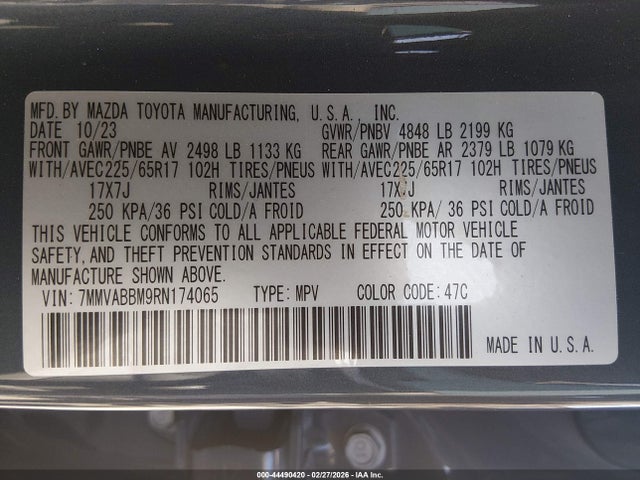 MFD. BY MAZDA TOYOTA MANUFACTURING, U.S.A., INC.
DATE 10/23 GVWR/PNBV 4848 LB 2199 KG
FRONT GAWR/PNBE AV 2498 LB 1133 KG REAR GAWR/PNBE AR 2379 LB 1079 KG
WITH/AVEC225/65R17 102H TIRES/PNEUS WITH/AVEC225/65R17 102H TIRES/PNEUS
17X7J RIMS/JANTES 17X7J RIMS/JANTES
250 KPA/36 PSI COLD/A FROID 250 KPA/ 36 PSI COLD/A FROID
THIS VEHICLE CONFORMS TO ALL APPLICABLE FEDERAL MOTOR VEHICLE
SAFETY, AND THEFT PREVENTION STANDARDS IN EFFECT ON THE DATE OF
MANUFACTURE SHOWN ABOVE.
VIN: 7MMVABBM9RN174065 TYPE: MPV COLOR CODE: 47C
MADE IN U.S.A.
000-44490420 - 02/27/2026 - IAA Inc.